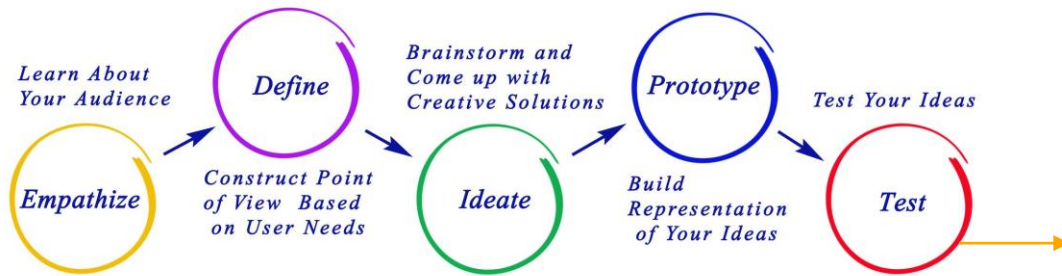 Learn About
Your Audience
Empathize
Define
Construct Point
of View Based
on User Needs
Brainstorm and
Come up with
Creative Solutions
Ideate
Prototype
Build
Representation
of Your Ideas
Test Your Ideas
Test